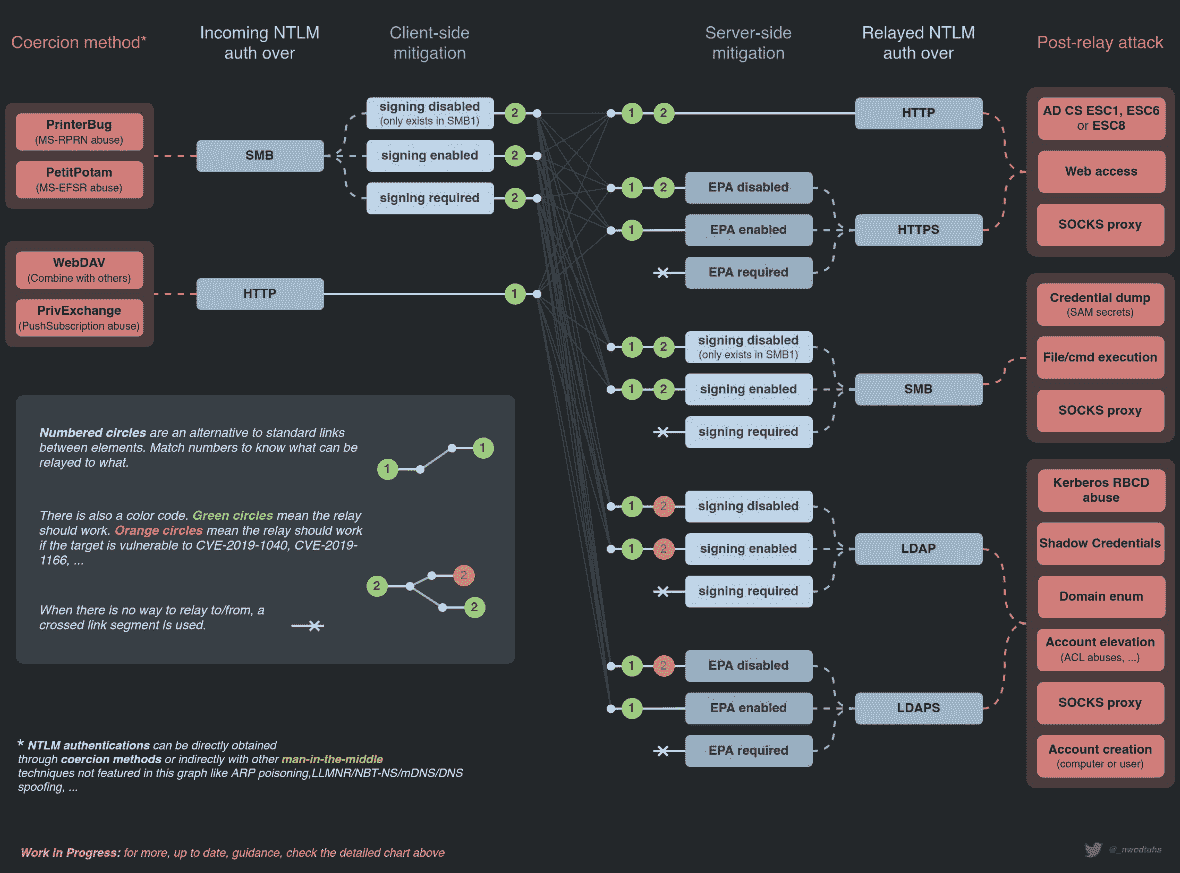 Coercion method*
Incoming NTLM
auth over
Client-side
mitigation
Server-side
mitigation
Relayed NTLM
auth over
Post-relay attack
PrinterBug
(MS-RPRN abuse)
PetitPotam
(MS-EFSR abuse)
SMB
signing disabled
(only exists in SMB1)
2
signing enabled
2
signing required
2
WebDAV
(Combine with others)
PrivExchange
(PushSubscription abuse)
HTTP
1
1 2
HTTP
1 2 EPA disabled
1 EPA enabled
EPA required
HTTPS
AD CS ESC1, ESC6
or ESC8
Web access
SOCKS proxy
1 2 signing disabled
(only exists in SMB1)
1 2 signing enabled
signing required
SMB
Credential dump
(SAM secrets)
File/cmd execution
SOCKS proxy
1 2 signing disabled
1 2 signing enabled
signing required
LDAP
1 2 EPA disabled
1 EPA enabled
EPA required
LDAPS
Kerberos RBCD
abuse
Shadow Credentials
Domain enum
Account elevation
(ACL abuses, ...)
SOCKS proxy
Account creation
(computer or user)
Numbered circles are an alternative to standard links
between elements. Match numbers to know what can be
relayed to what.
1 1
There is also a color code. Green circles mean the relay
should work. Orange circles mean the relay should work
if the target is vulnerable to CVE-2019-1040, CVE-2019-
1166, ...
2 2
2
When there is no way to relay to/from, a
crossed link segment is used.
* NTLM authentications can be directly obtained
through coercion methods or indirectly with other man-in-the-middle
techniques not featured in this graph like ARP poisoning,LLMNR/NBT-NS/mDNS/DNS
spoofing, ...
Work In Progress: for more, up to date, guidance, check the detailed chart above
@_nwodtuhs